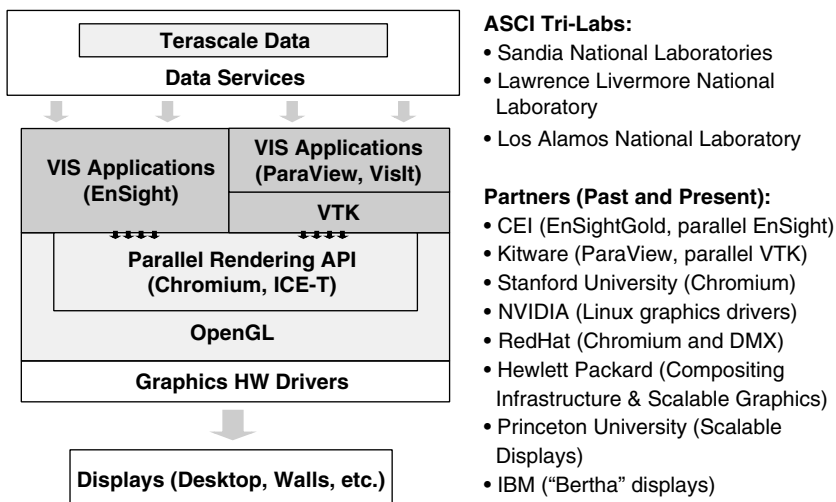 Terascale Data
Data Services
VIS Applications
(EnSight)
VIS Applications
(ParaView, VisIt)
VTK
Parallel Rendering API
(Chromium, ICE-T)
OpenGL
Graphics HW Drivers
Displays (Desktop, Walls, etc.)
ASCI Tri-Labs:
• Sandia National Laboratories
• Lawrence Livermore National
Laboratory
• Los Alamos National Laboratory
Partners (Past and Present):
• CEI (EnSightGold, parallel EnSight)
• Kitware (ParaView, parallel VTK)
• Stanford University (Chromium)
• NVIDIA (Linux graphics drivers)
• RedHat (Chromium and DMX)
• Hewlett Packard (Compositing
Infrastructure & Scalable Graphics)
• Princeton University (Scalable
Displays)
• IBM (“Bertha” displays)